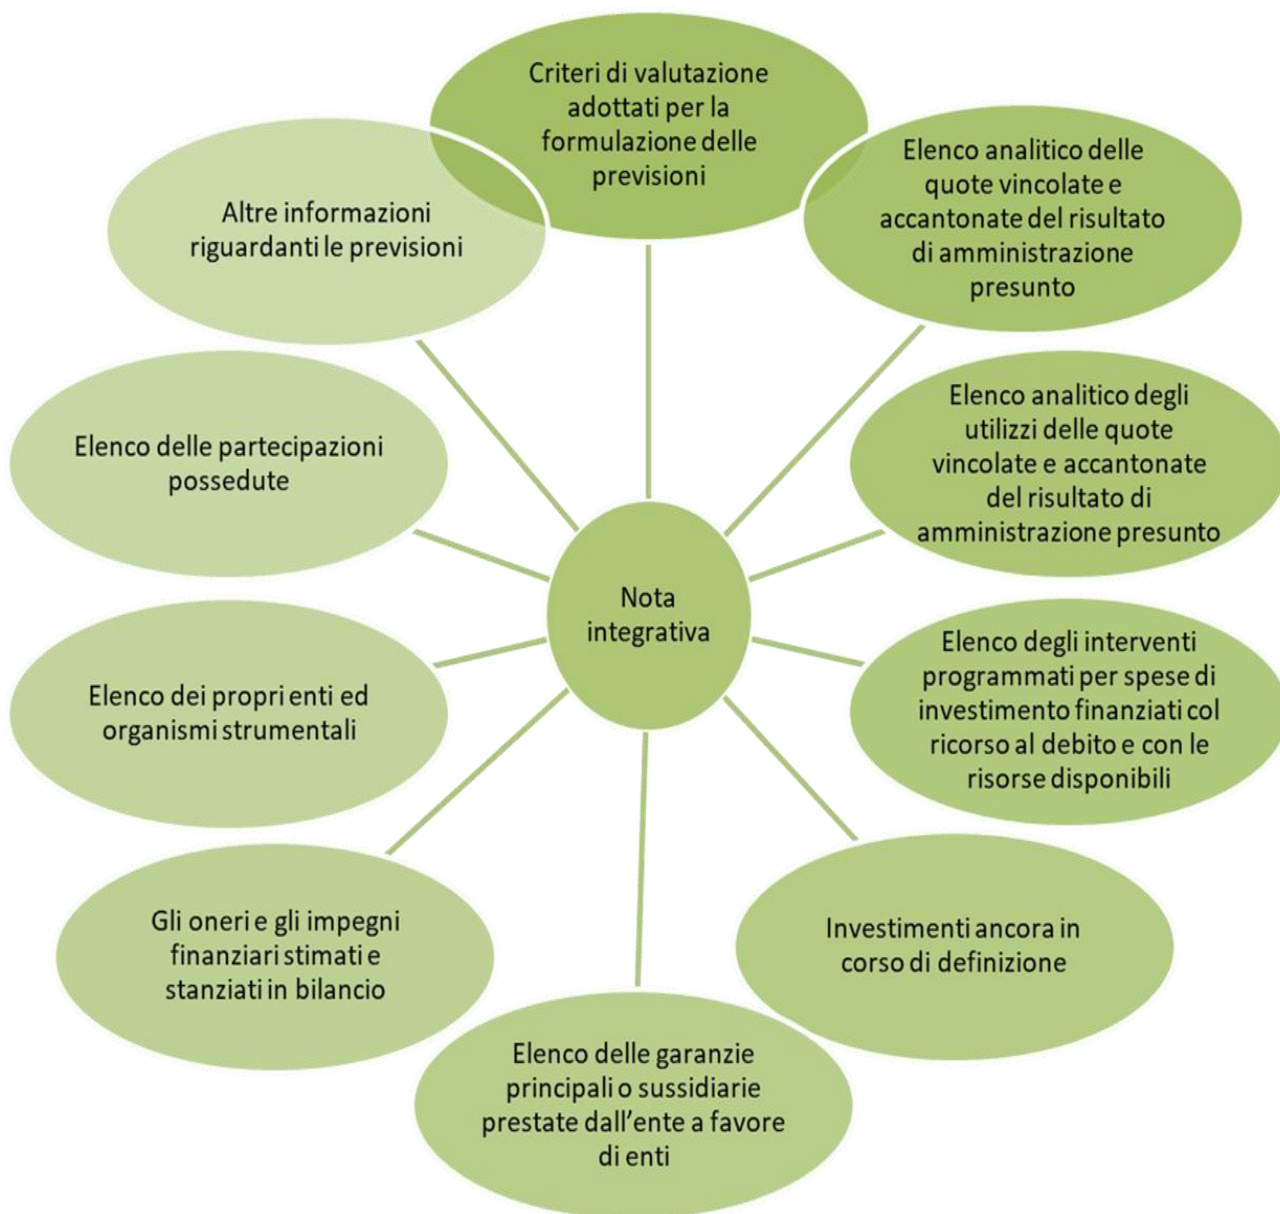 Criteri di valutazione
adottati per la
formulazione delle
previsioni
Elenco analitico delle
quote vincolate e
accantonate del risultato
di amministrazione
presunto
Elenco analitico degli
utilizzi delle quote
vincolate e accantonate
del risultato di
amministrazione presunto
Elenco degli interventi
programmati per spese di
investimento finanziati col
ricorso al debito e con le
risorse disponibili
Investimenti ancora in
corso di definizione
Elenco delle garanzie
principali o sussidiarie
prestate dall’ente a favore
di enti
Gli oneri e gli impegni
finanziari stimati e
stanziati in bilancio
Elenco dei propri enti ed
organismi strumentali
Elenco delle partecipazioni
possedute
Altre informazioni
riguardanti le previsioni
Nota
integrativa